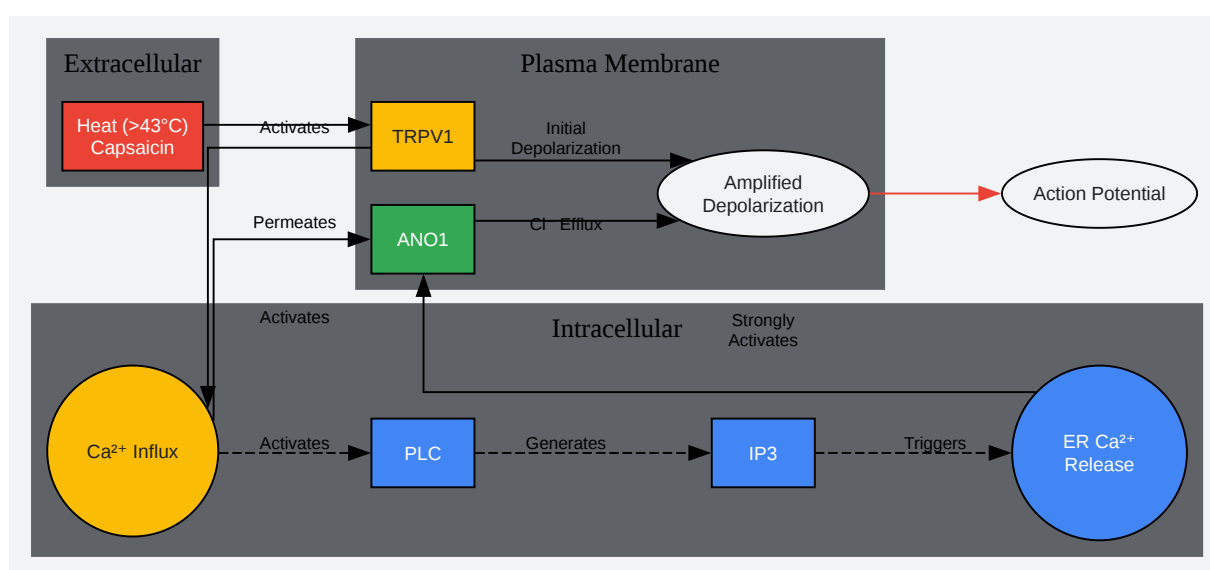 Extracellular
Plasma Membrane
Heat (>43°C)
Capsaicin
Activates
TRPV1
Initial
Depolarization
Amplified
Depolarization
Action Potential
Permeates
ANO1
Cl⁻ Efflux
Activates
Intracellular
Strongly
Activates
Ca²⁺ Influx
Activates
PLC
Generates
IP3
Triggers
ER Ca²⁺
Release